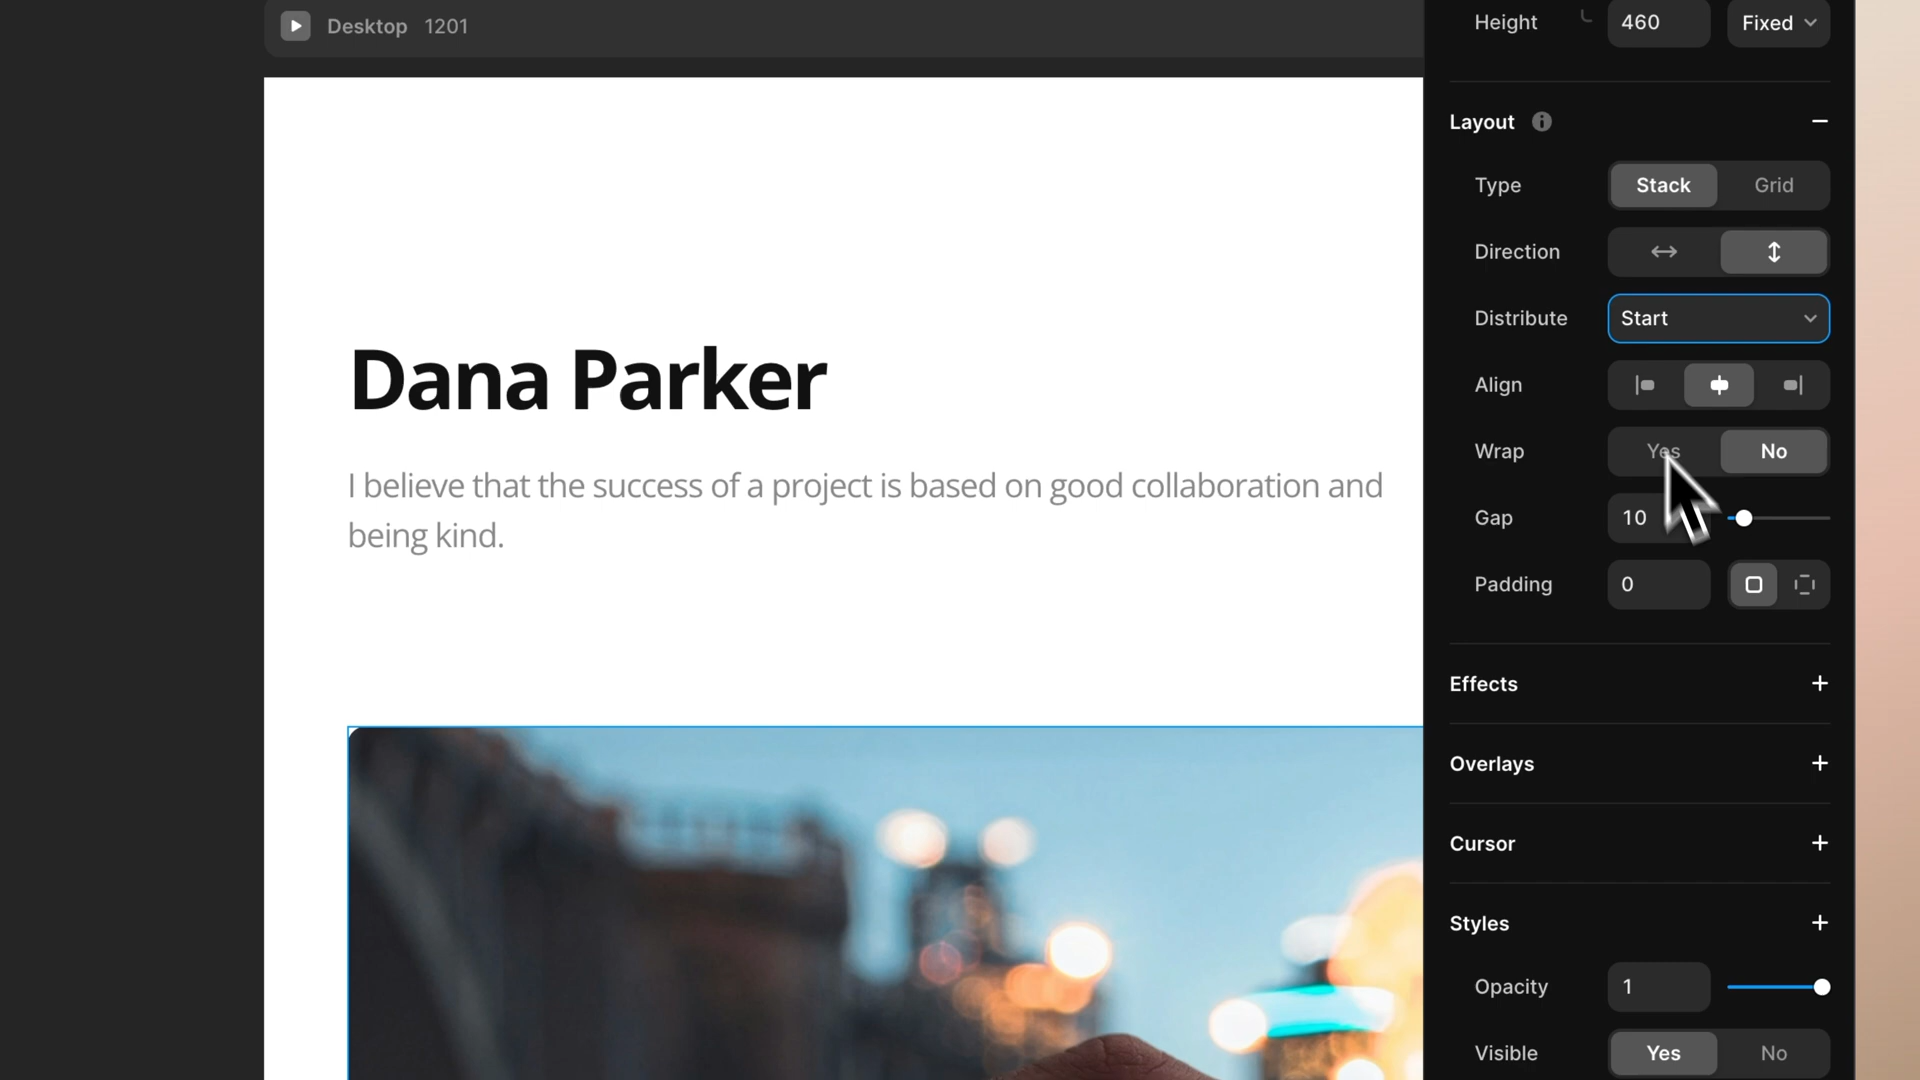 Desktop 1201
Height 460 Fixed
Layout
Type Stack Grid
Direction
Distribute Start
Align
Wrap Yes No
Gap 10
Padding 0
Effects
Overlays
Cursor
Styles
Opacity 1
Visible Yes No
Dana Parker
I believe that the success of a project is based on good collaboration and
being kind.